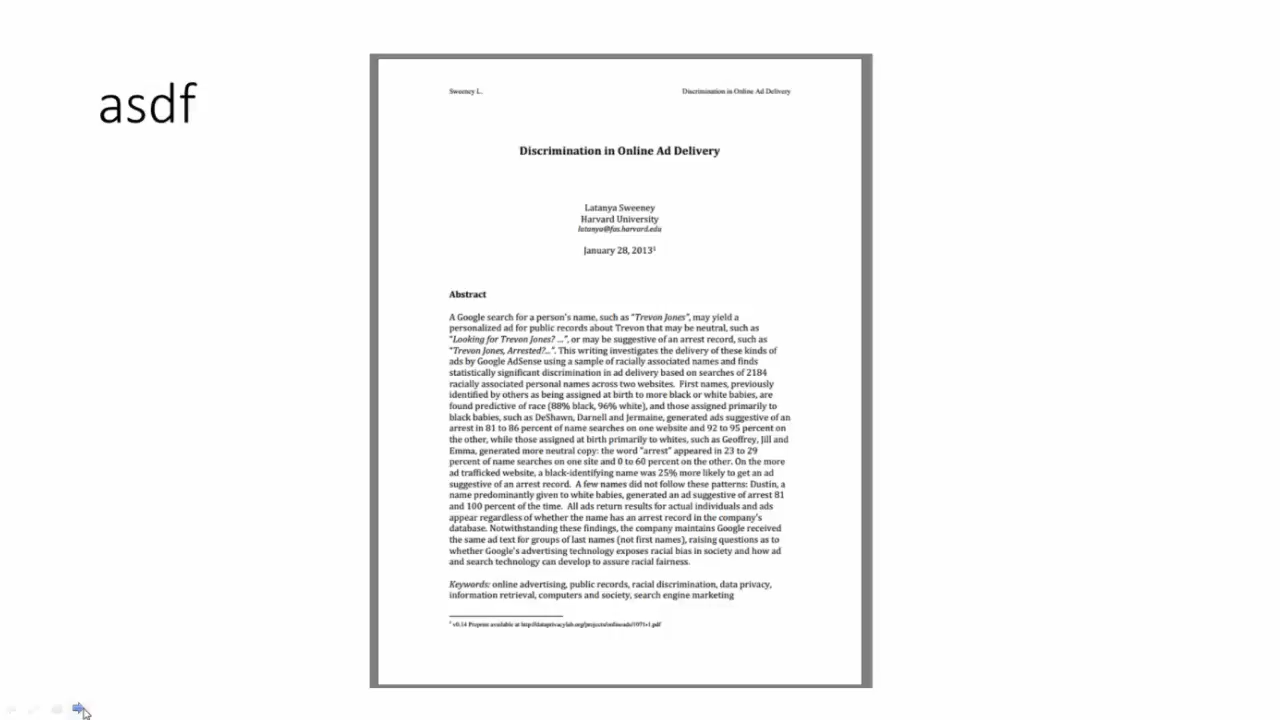 asdf
Sweeney L. Discrimination in Online Ad Delivery
Discrimination in Online Ad Delivery
Latanya Sweeney
Harvard University
latanya@fas.harvard.edu
January 28, 2013¹
Abstract
A Google search for a person's name, such as "Trevon Jones", may yield a
personalized ad for public records about Trevon that may be neutral, such as
"Looking for Trevon Jones? …", or may be suggestive of an arrest record, such as
"Trevon Jones, Arrested?...". This writing investigates the delivery of these kinds of
ads by Google AdSense using a sample of racially associated names and finds
statistically significant discrimination in ad delivery based on searches of 2184
racially associated personal names across two websites. First names, previously
identified by others as being assigned at birth to more black or white babies, are
found predictive of race (88% black, 96% white), and those assigned primarily to
black babies, such as DeShawn, Darnell and Jermaine, generated ads suggestive of an
arrest in 81 to 86 percent of name searches on one website and 92 to 95 percent on
the other, while those assigned at birth primarily to whites, such as Geoffrey, Jill and
Emma, generated more neutral copy: the word "arrest" appeared in 23 to 29
percent of name searches on one site and 0 to 60 percent on the other. On the more
ad trafficked website, a black-identifying name was 25% more likely to get an ad
suggestive of an arrest record. A few names did not follow these patterns: Dustin, a
name predominantly given to white babies, generated an ad suggestive of arrest 81
and 100 percent of the time. All ads return results for actual individuals and ads
appear regardless of whether the name has an arrest record in the company's
database. Notwithstanding these findings, the company maintains Google received
the same ad text for groups of last names (not first names), raising questions as to
whether Google's advertising technology exposes racial bias in society and how ad
and search technology can develop to assure racial fairness.
Keywords: online advertising, public records, racial discrimination, data privacy,
information retrieval, computers and society, search engine marketing
¹ v0.14 Preprint available at http://dataprivacylab.org/projects/onlineads/1071-1.pdf